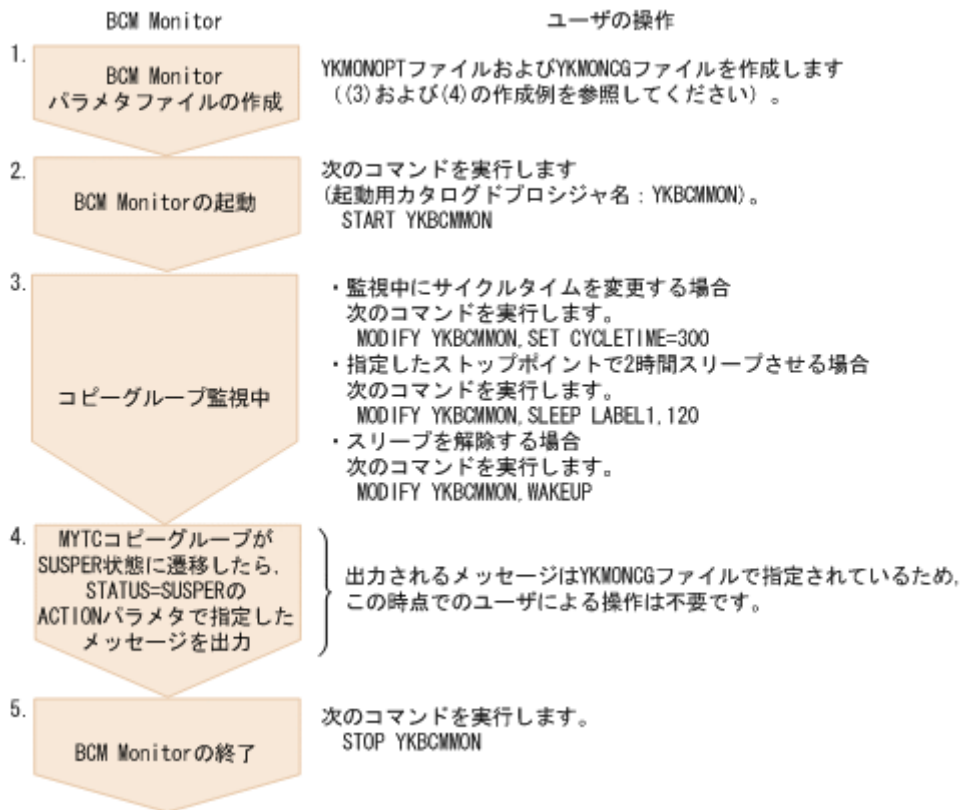 BCM Monitor
ユーザの操作
1.
BCM Monitor
パラメタファイルの作成
YKMONOPTファイルおよびYKMONCGファイルを作成します
((3)および(4)の作成例を参照してください)。
2.
BCM Monitorの起動
次のコマンドを実行します
(起動用カタログドプロシジャ名:YKBCMMON)。
START YKBCMMON
3.
コピーグループ監視中
・監視中にサイクルタイムを変更する場合
次のコマンドを実行します。
MODIFY YKBCMMON,SET CYCLETIME=300
・指定したストップポイントで2時間スリープさせる場合
次のコマンドを実行します。
MODIFY YKBCMMON,SLEEP LABEL1,120
・スリープを解除する場合
次のコマンドを実行します。
MODIFY YKBCMMON,WAKEUP
4.
MYTCコピーグループが
SUSPER状態に遷移したら,
STATUS=SUSPERの
ACTIONパラメタで指定した
メッセージを出力
出力されるメッセージはYKMONCGファイルで指定されているため,
この時点でのユーザによる操作は不要です。
5.
BCM Monitorの終了
次のコマンドを実行します。
STOP YKBCMMON